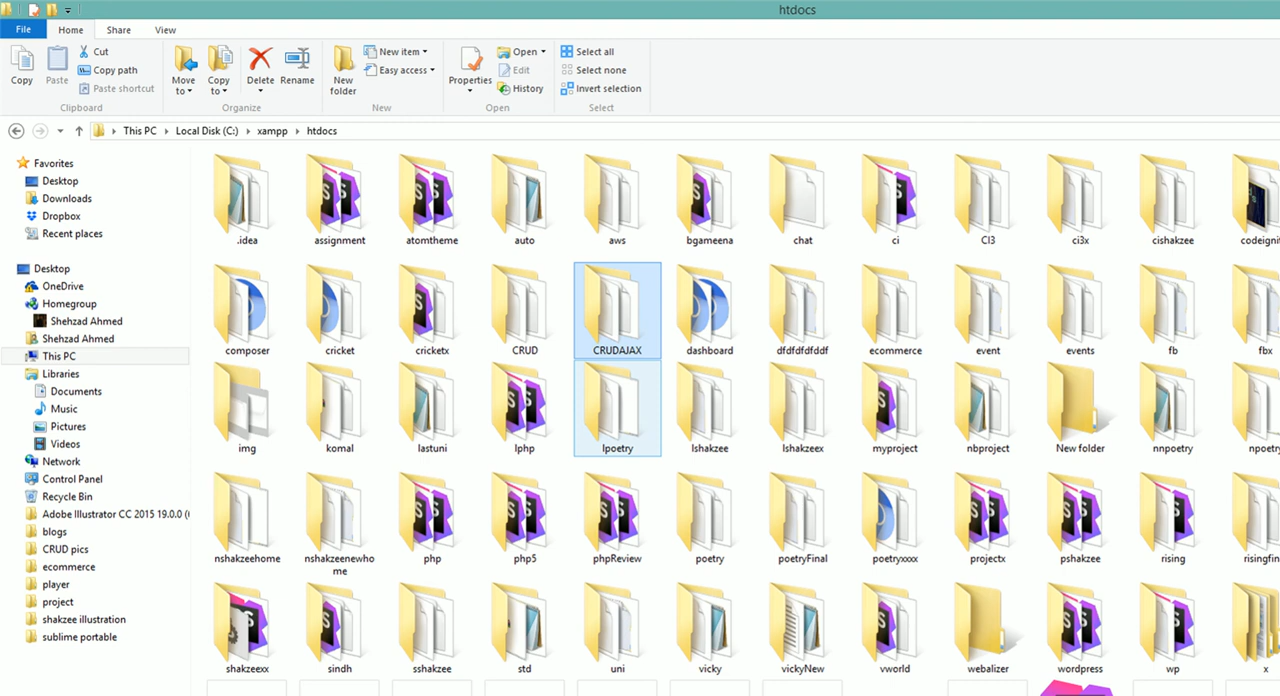 htdocs
File Home Share View
Copy
Paste
Cut
Copy path
Paste shortcut
Clipboard
Move to
Copy to
Delete
Rename
Organize
New folder
New item
Easy access
New
Properties
Open
Edit
History
Open
Select all
Select none
Invert selection
Select
This PC Local Disk (C:) xampp htdocs
Favorites
Desktop
Downloads
Dropbox
Recent places
Desktop
OneDrive
Homegroup
Shehzad Ahmed
Shehzad Ahmed
This PC
Libraries
Documents
Music
Pictures
Videos
Network
Control Panel
Recycle Bin
Adobe Illustrator CC 2015 19.0.0 (
blogs
CRUD pics
ecommerce
player
project
shakzee illustration
sublime portable
.idea assignment atomtheme auto aws bgameena chat ci CI3 ci3x cishakzee codeignit
composer cricket cricketx CRUD CRUDAJAX dashboard dfdfdfdfddf ecommerce event events fb fbx
img komal lastuni lphp lpoetry lshakzee lshakzeex myproject nbproject New folder nnpoetry npoetry
nshakzeehome nshakzeenewho
me
php php5 phpReview poetry poetryFinal poetryxxxx projectx pshakzee rising risingfin
shakzeexx sindh sshakzee std uni vicky vickyNew vworld webalizer wordpress wp x